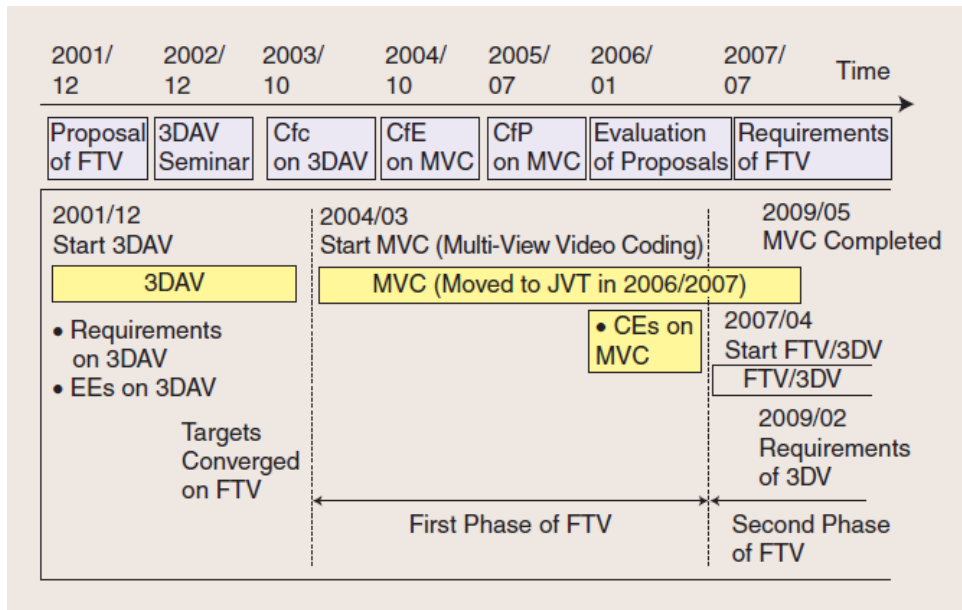 2001/
12
2002/
12
2003/
10
2004/
10
2005/
07
2006/
01
2007/
07
Time
Proposal
of FTV
3DAV
Seminar
Cfc
on 3DAV
CfE
on MVC
CfP
on MVC
Evaluation
of Proposals
Requirements
of FTV
2001/12
Start 3DAV
3DAV
• Requirements
on 3DAV
• EEs on 3DAV
Targets
Converged
on FTV
2004/03
Start MVC (Multi-View Video Coding)
MVC (Moved to JVT in 2006/2007)
• CEs on
MVC
First Phase of FTV
2009/05
MVC Completed
2007/04
Start FTV/3DV
FTV/3DV
2009/02
Requirements
of 3DV
Second Phase
of FTV